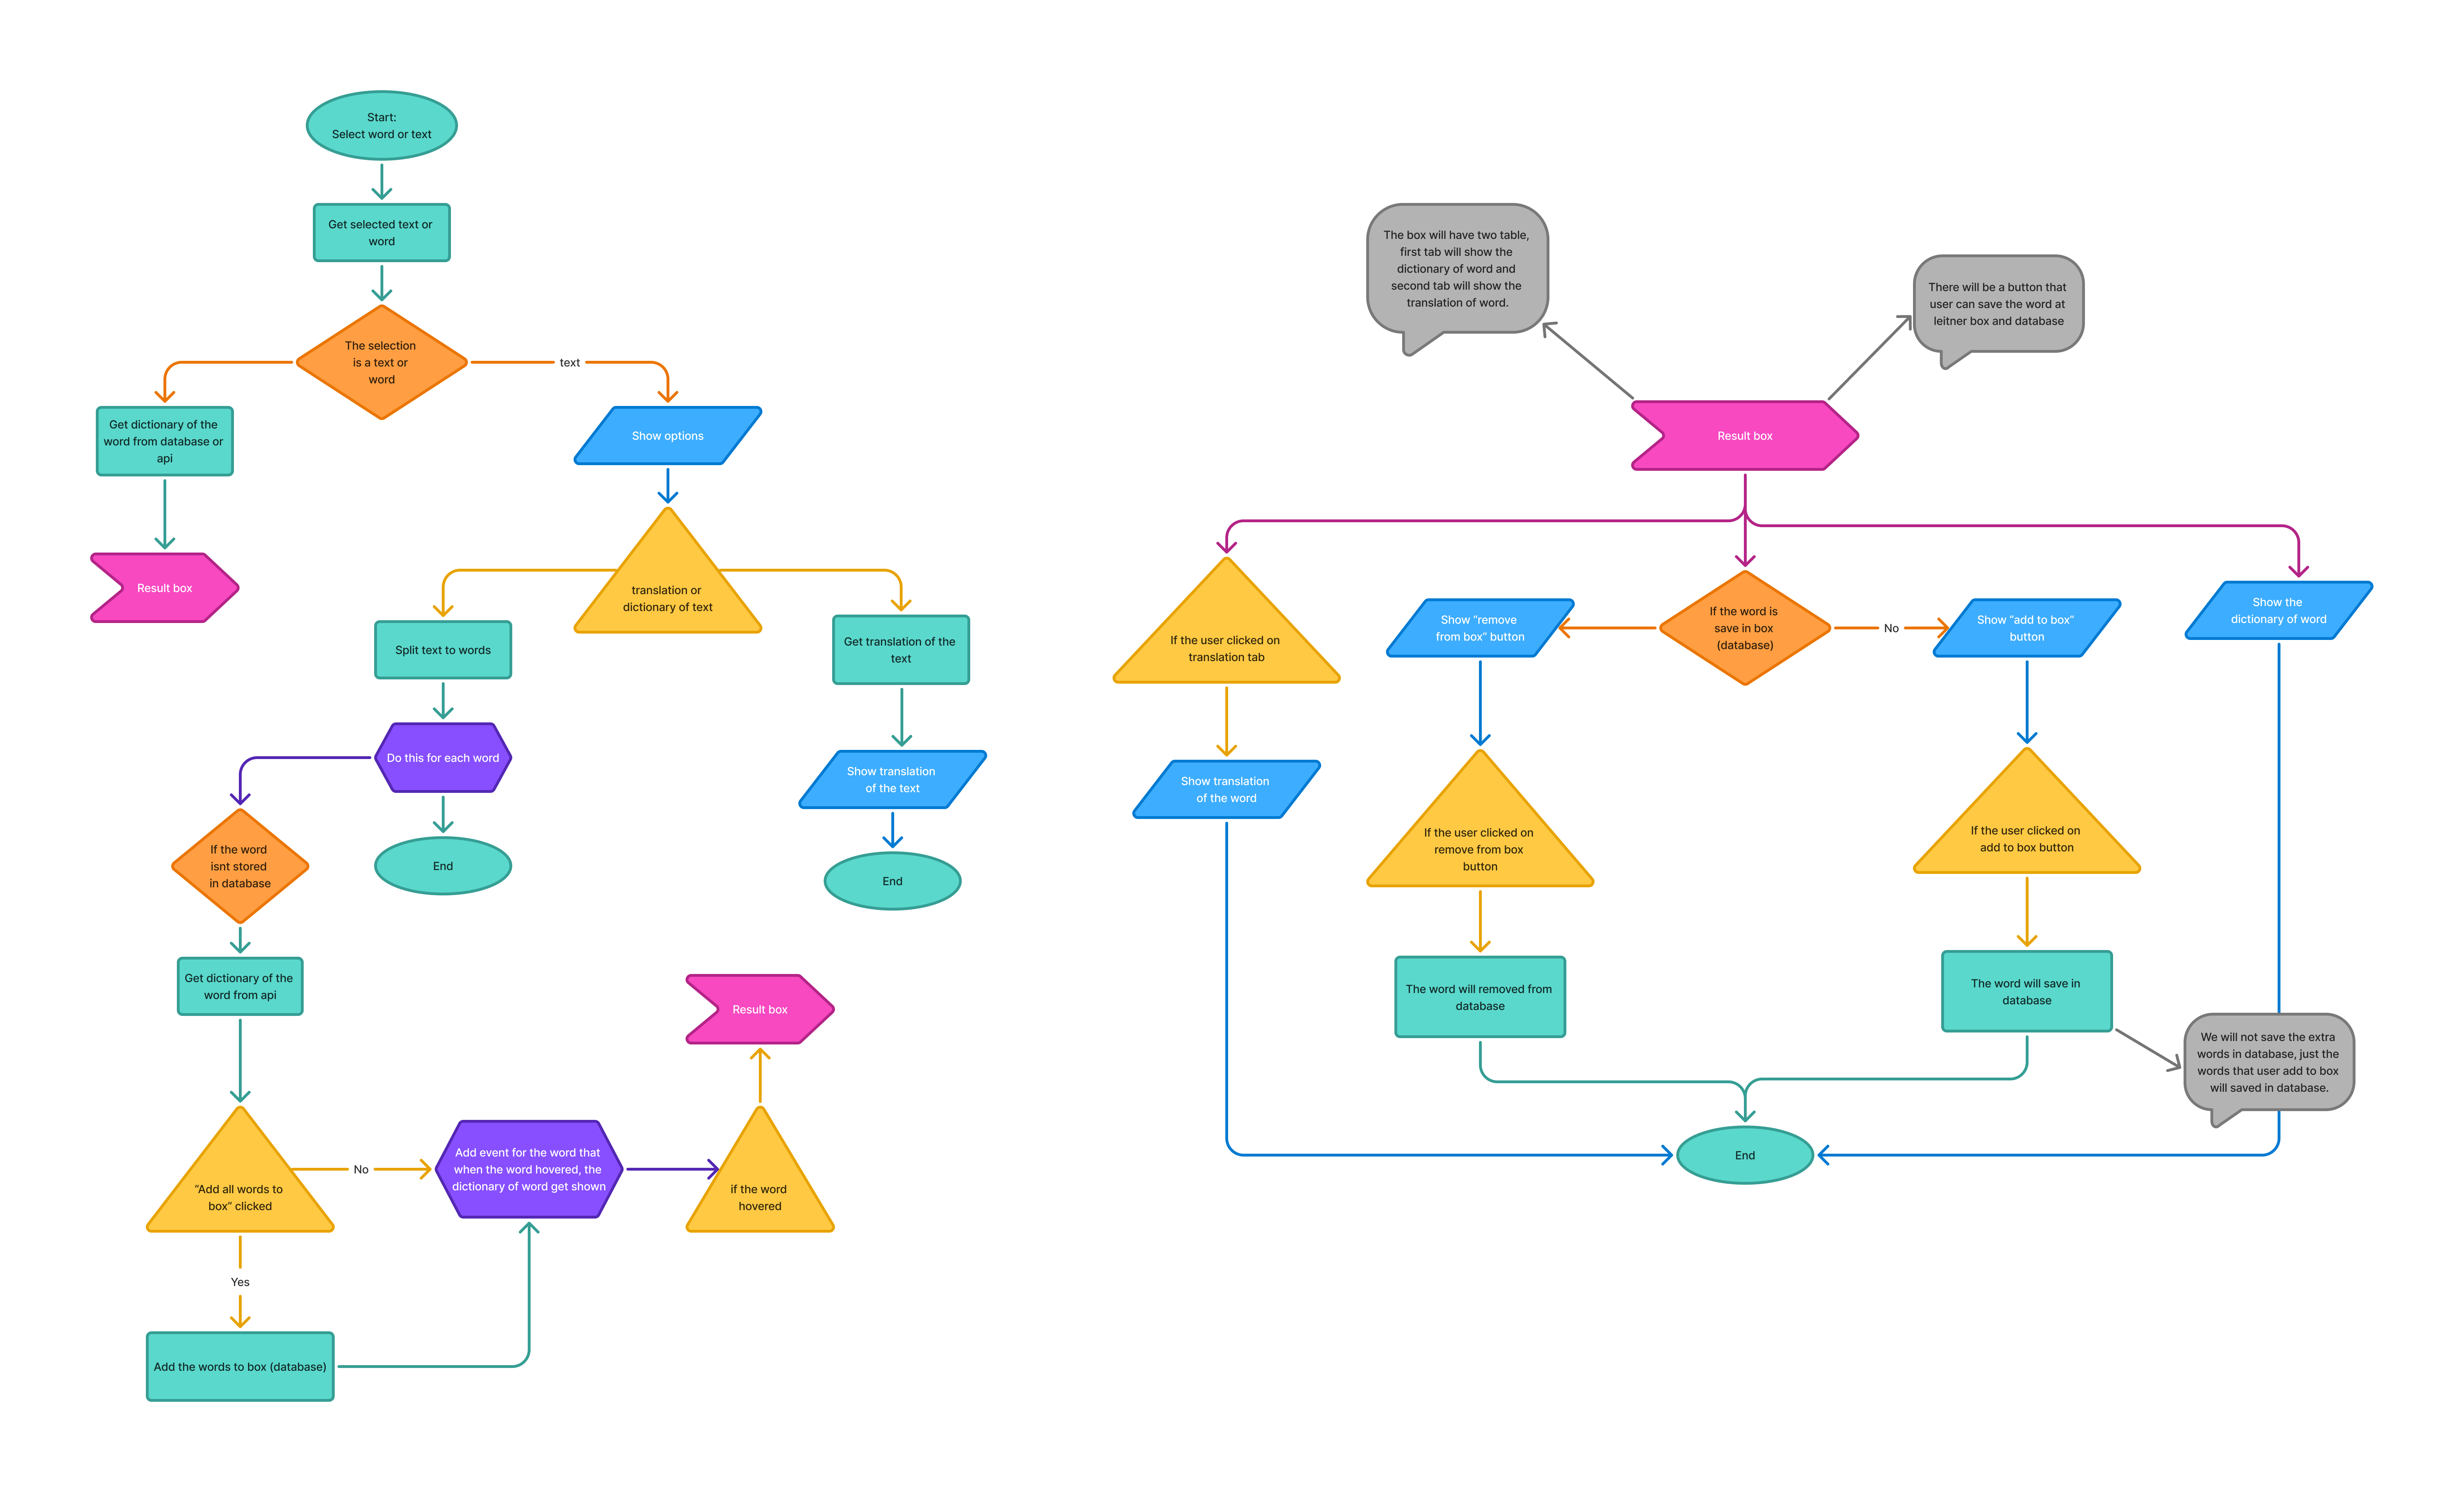 Start:
Select word or text
Get selected text or
word
The selection
is a text or
word
text
Get dictionary of the
word from database or
api
Show options
Result box
translation or
dictionary of text
Split text to words
Get translation of the
text
Do this for each word
Show translation
of the text
If the word
isnt stored
in database
End
End
Get dictionary of the
word from api
Result box
“Add all words to
box” clicked
No
Add event for the word that
when the word hovered, the
dictionary of word get shown
if the word
hovered
Yes
Add the words to box (database)
The box will have two table,
first tab will show the
dictionary of word and
second tab will show the
translation of word.
There will be a button that
user can save the word at
leitner box and database
Result box
If the user clicked on
translation tab
Show “remove
from box” button
If the word is
save in box
(database)
No
Show “add to box”
button
Show the
dictionary of word
Show translation
of the word
If the user clicked on
remove from box
button
If the user clicked on
add to box button
The word will removed from
database
The word will save in
database
We will not save the extra
words in database, just the
words that user add to box
will saved in database.
End